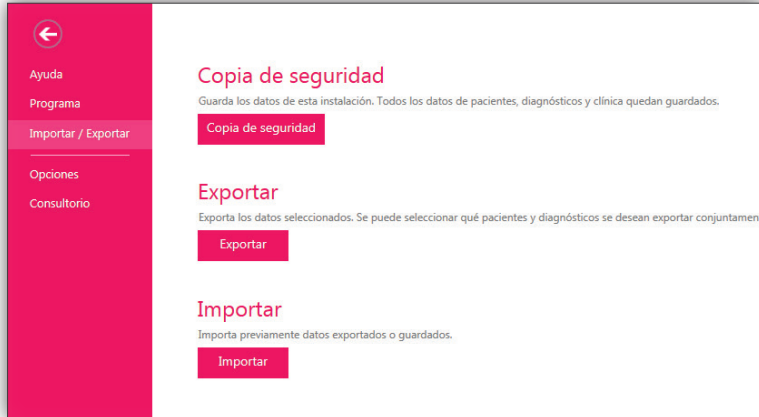 Ayuda
Programa
Importar / Exportar
Opciones
Consultorio
Copia de seguridad
Guarda los datos de esta instalación. Todos los datos de pacientes, diagnósticos y clínica quedan guardados.
Copia de seguridad
Exportar
Exporta los datos seleccionados. Se puede seleccionar qué pacientes y diagnósticos se desean exportar conjuntamen
Exportar
Importar
Importa previamente datos exportados o guardados.
Importar